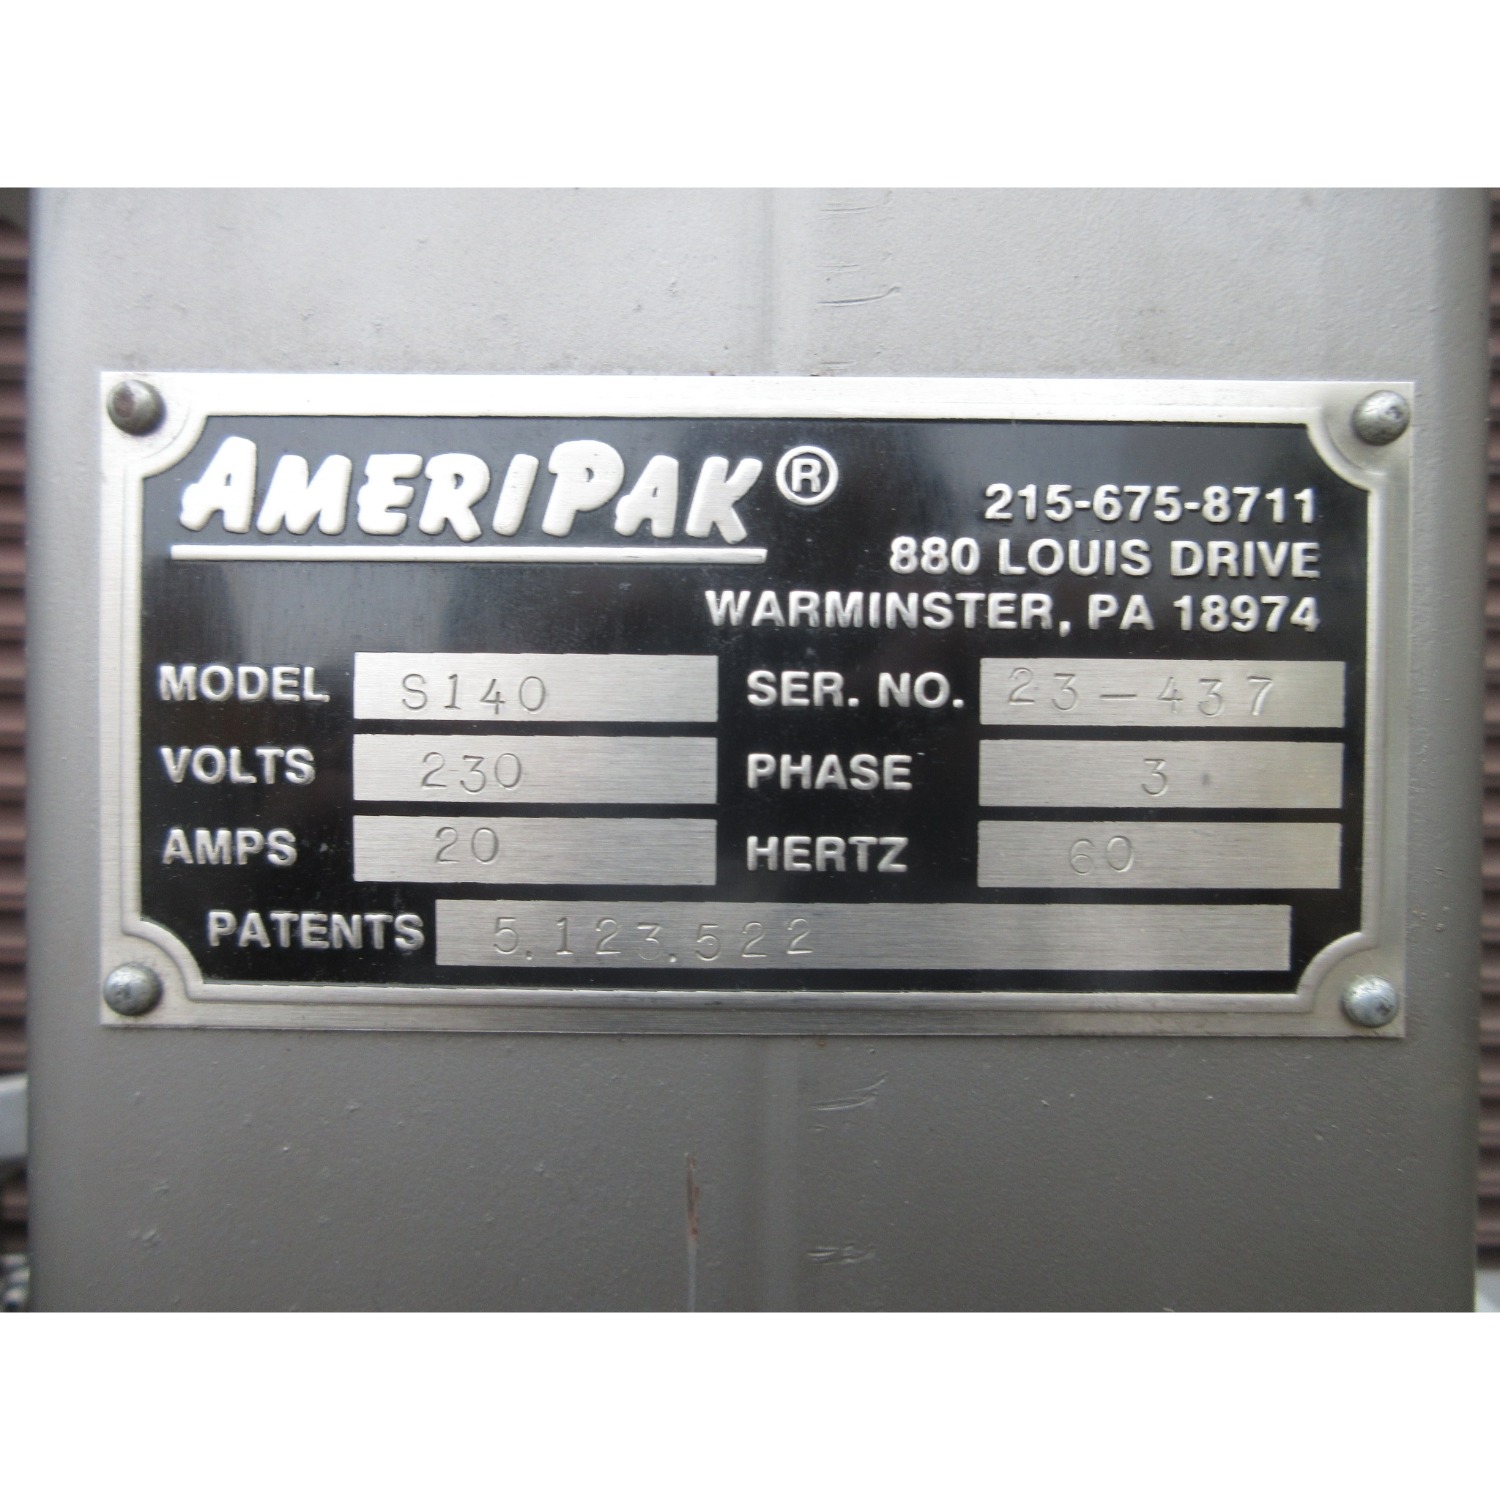 AMERIPAK®
215-675-8711
880 LOUIS DRIVE
WARMINSTER, PA 18974
MODEL S140 SER. NO. 23-437
VOLTS 230 PHASE 3
AMPS 20 HERTZ 60
PATENTS 5,123,522